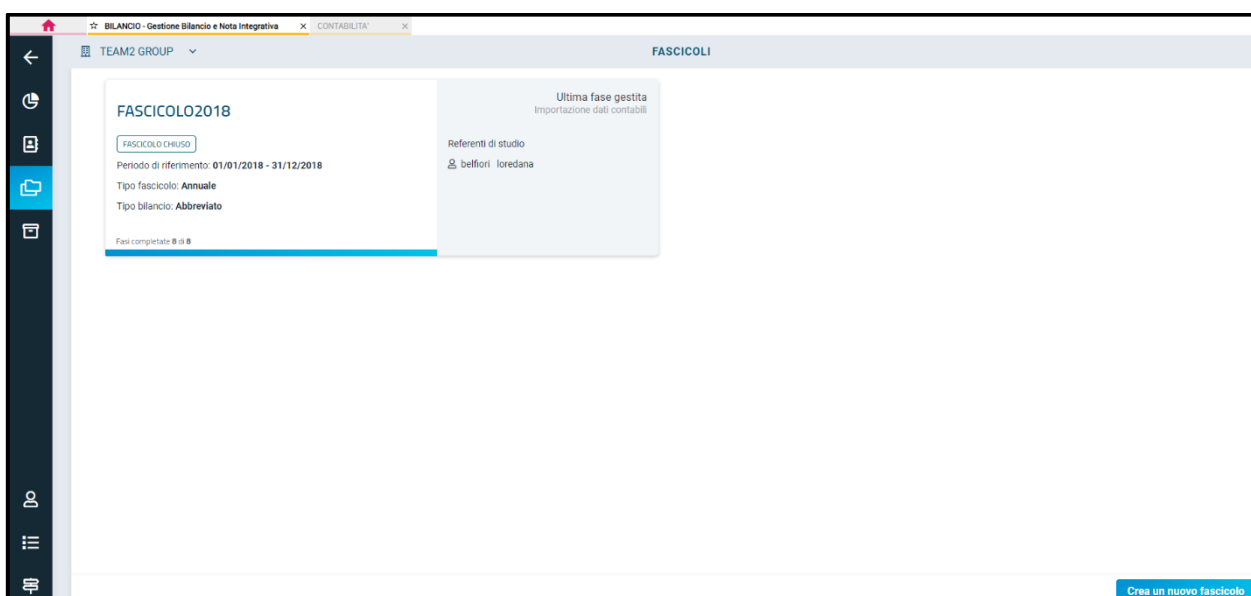 BILANCIO - Gestione Bilancio e Nota Integrativa
CONTABILITA'
TEAM2 GROUP
FASCICOLI
FASCICOLO2018
FASCICOLO CHIUSO
Periodo di riferimento: 01/01/2018 - 31/12/2018
Tipo fascicolo: Annuale
Tipo bilancio: Abbreviato
Fasi completate 8 di 8
Ultima fase gestita
Importazione dati contabili
Referenti di studio
belfiori loredana
Crea un nuovo fascicolo